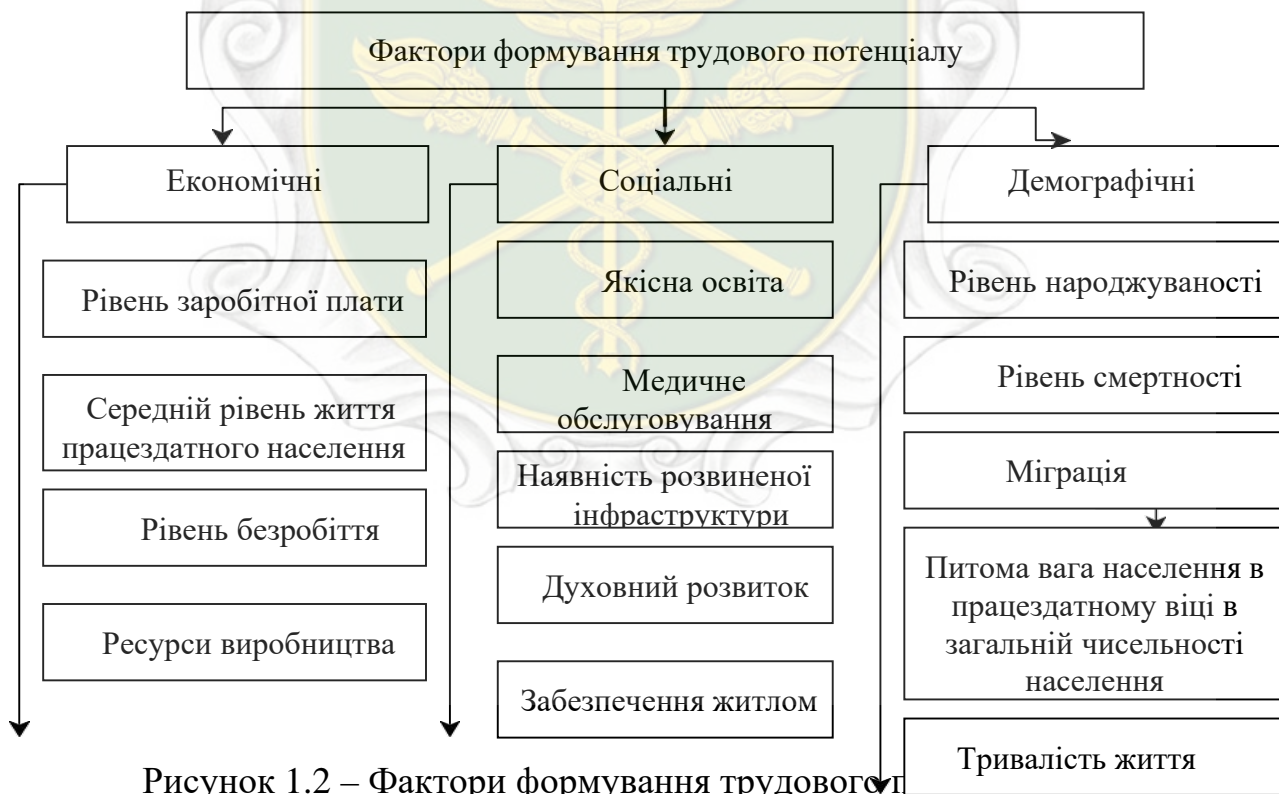 Фактори формування трудового потенціалу
Економічні
Соціальні
Демографічні
Рівень заробітної плати
Середній рівень життя
працездатного населення
Рівень безробіття
Ресурси виробництва
Якісна освіта
Медичне
обслуговування
Наявність розвиненої
інфраструктури
Духовний розвиток
Забезпечення житлом
Рівень народжуваності
Рівень смертності
Міграція
Питома вага населення в
працездатному віці в
загальній чисельності
населення
Тривалість життя
Рисунок 1.2 – Фактори формування трудового